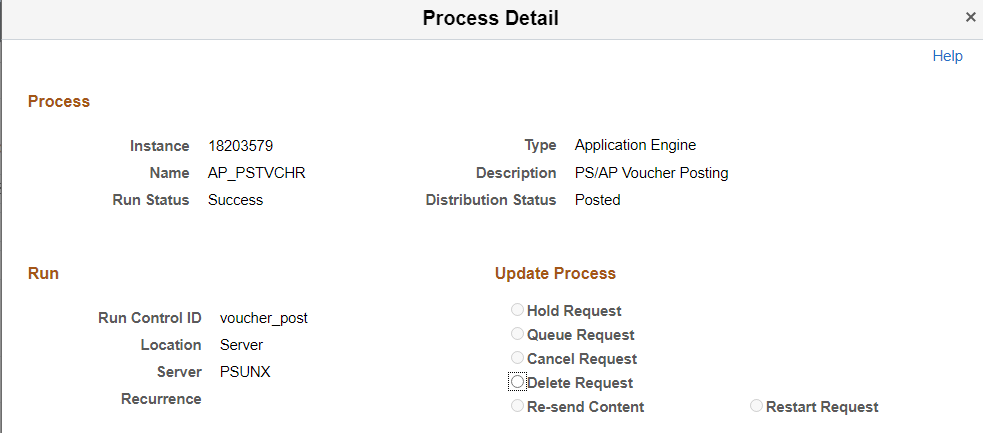 Process Detail
×
Help
Process
Instance 18203579 Type Application Engine
Name AP_PSTVCHR Description PS/AP Voucher Posting
Run Status Success Distribution Status Posted
Run Update Process
Hold Request
Run Control ID voucher_post
Queue Request
Location Server
Cancel Request
Server PSUNX
Delete Request
Recurrence
Re-send Content Restart Request